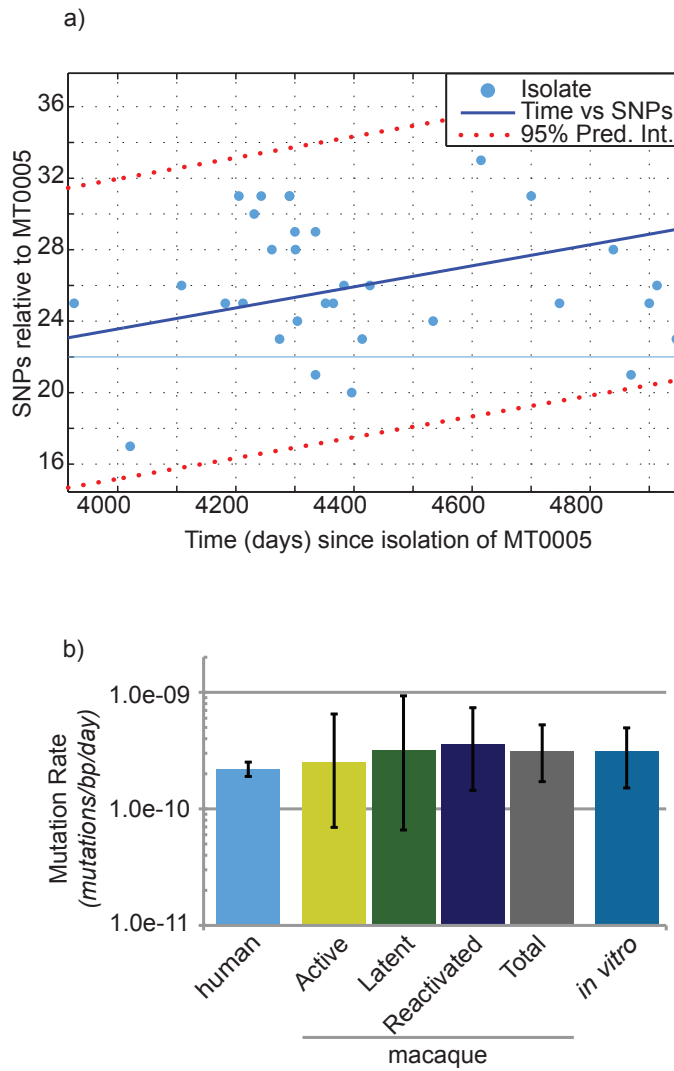 a)
36
32
28
24
20
16
SNPs relative to MT0005
Isolate
Time vs SNPs
95% Pred. Int.
4000 4200 4400 4600 4800
Time (days) since isolation of MT0005
b)
Mutation Rate
(mutations/bp/day)
1.0e-09
1.0e-10
1.0e-11
human Active Latent Reactivated Total in vitro
macaque